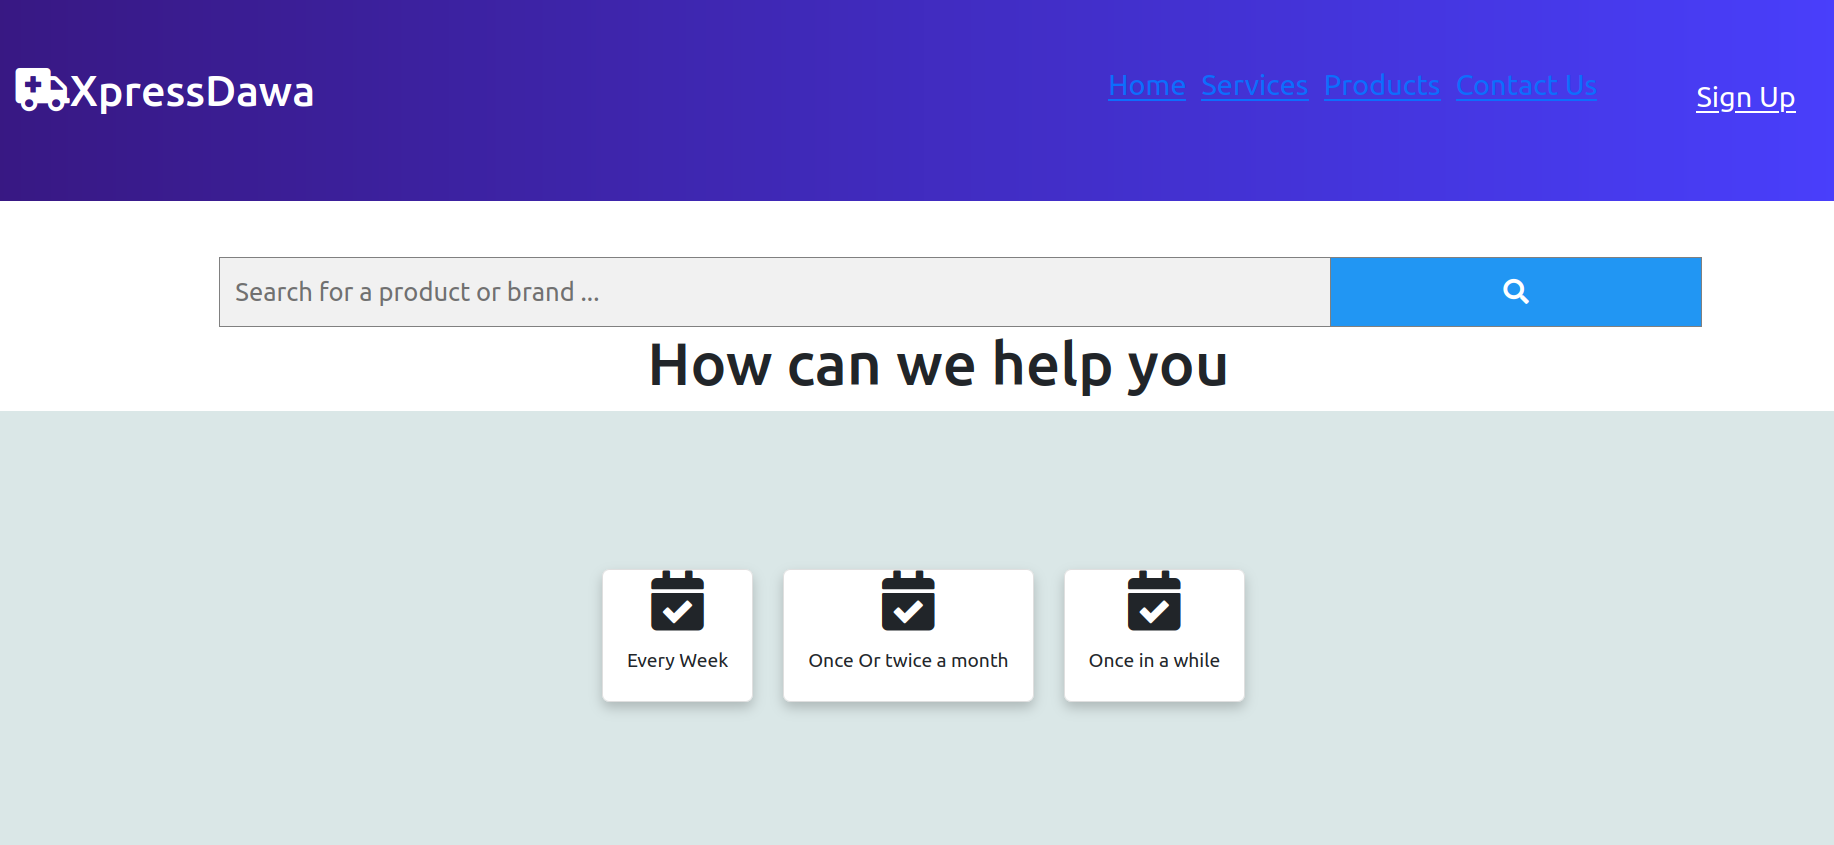 XpressDawa
Home Services Products Contact Us
Sign Up
Search for a product or brand ...
How can we help you
Every Week
Once Or twice a month
Once in a while